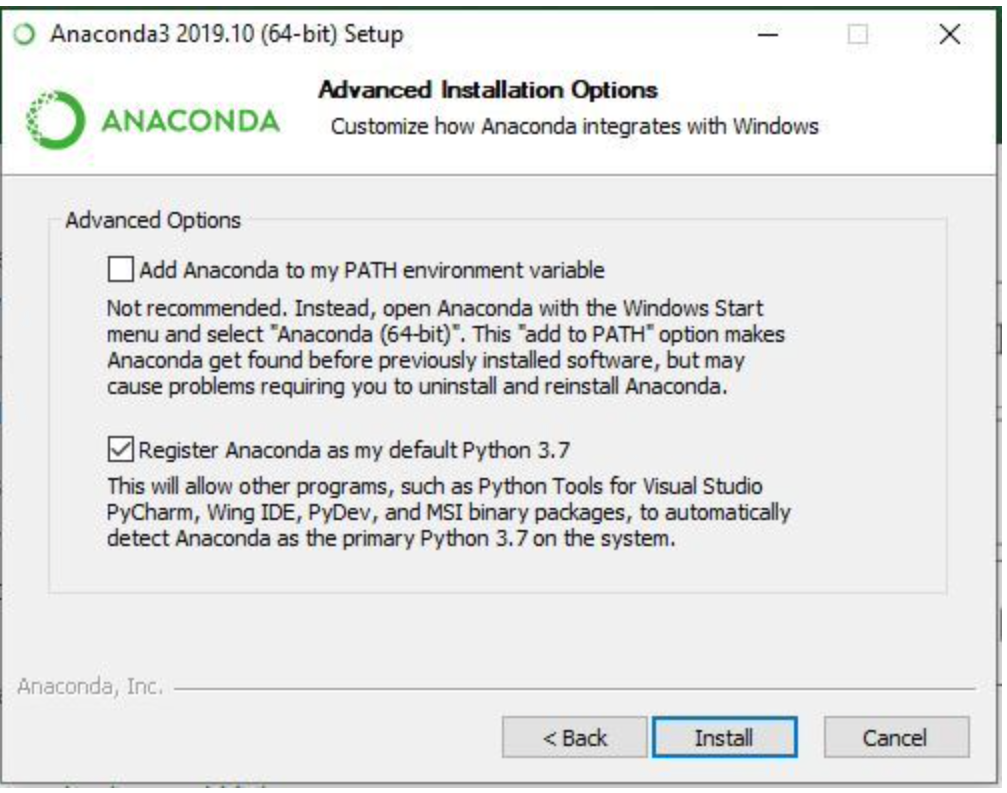 Anaconda3 2019.10 (64-bit) Setup
ANACONDA
Advanced Installation Options
Customize how Anaconda integrates with Windows
Advanced Options
Add Anaconda to my PATH environment variable
Not recommended. Instead, open Anaconda with the Windows Start
menu and select "Anaconda (64-bit)". This "add to PATH" option makes
Anaconda get found before previously installed software, but may
cause problems requiring you to uninstall and reinstall Anaconda.
Register Anaconda as my default Python 3.7
This will allow other programs, such as Python Tools for Visual Studio
PyCharm, Wing IDE, PyDev, and MSI binary packages, to automatically
detect Anaconda as the primary Python 3.7 on the system.
Anaconda, Inc.
< Back
Install
Cancel